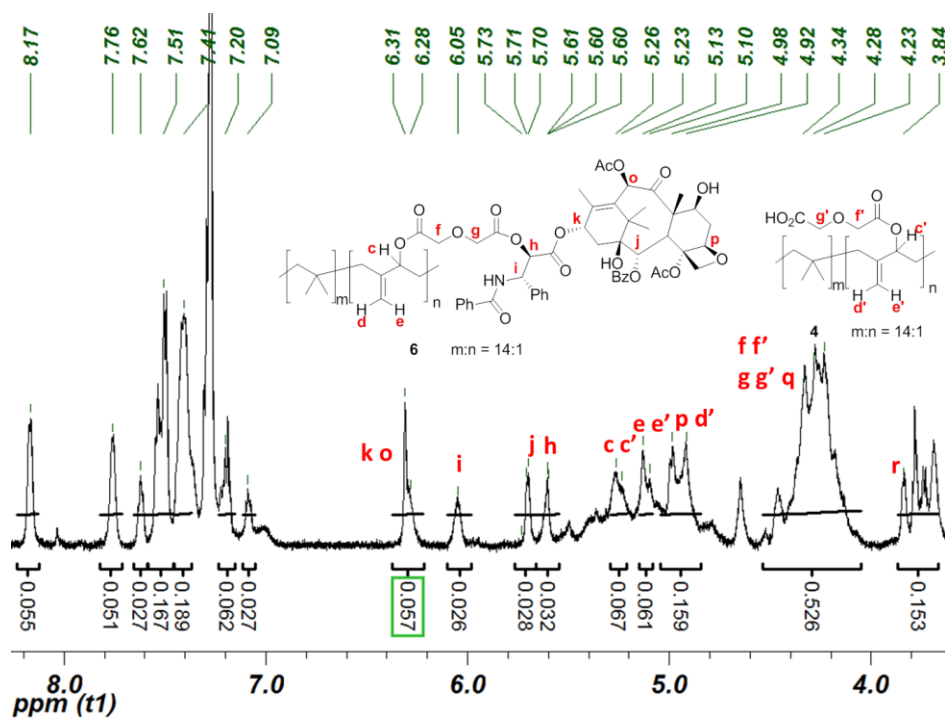 8.17 7.76 7.62 7.51 7.41 7.20 7.09 6.31 6.28 6.05 5.73 5.71 5.70 5.61 5.60 5.60 5.26 5.23 5.13 5.10 4.98 4.92 4.34 4.28 4.23 3.84
AcO o O OH
k j p
O O O O h O
f O g i
c H O HO AcO O
BzO
HN Ph
Ph O
m n
H H
d e
6 m:n = 14:1
HO2C g' O f' O
O H c'
m n
H H
d' e'
4 m:n = 14:1
f f'
g g' q
k o i j h c c' e e' p d' r
0.055 0.051 0.027 0.167 0.189 0.062 0.027 0.057 0.026 0.028 0.032 0.067 0.061 0.159 0.526 0.153
8.0 7.0 6.0 5.0 4.0
ppm (t1)